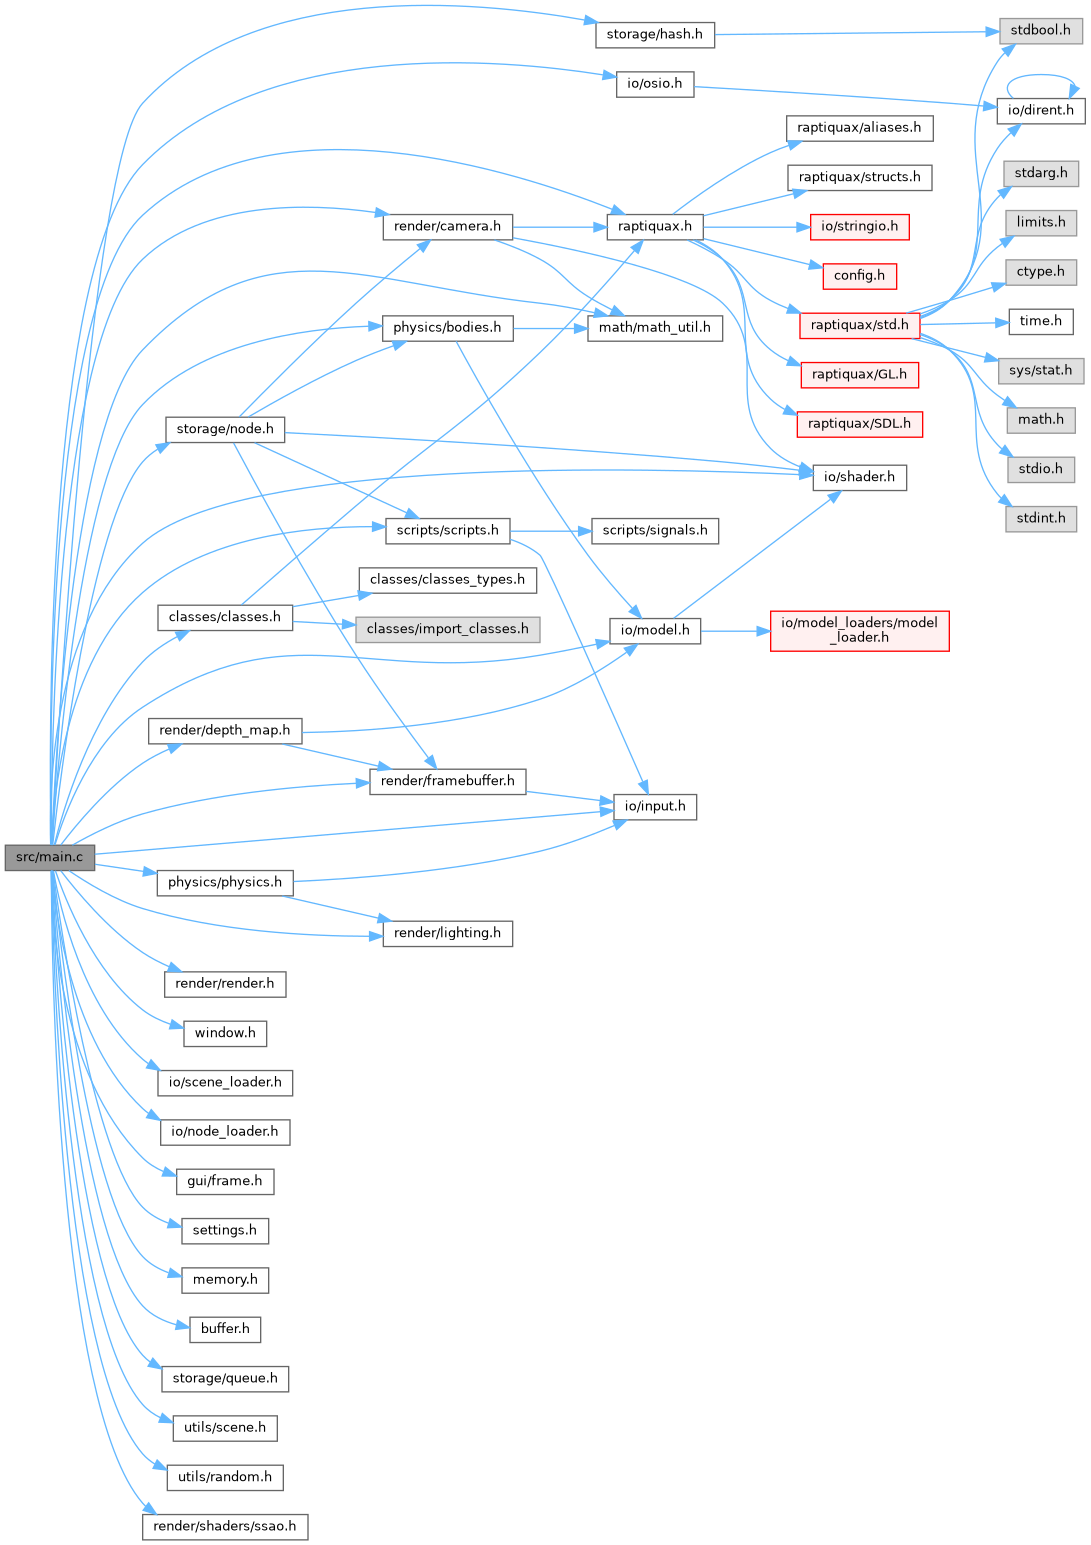 storage/hash.h
stdbool.h
io/osio.h
io/dirent.h
raptiquax/aliases.h
raptiquax/structs.h
stdarg.h
render/camera.h
raptiquax.h
io/stringio.h
limits.h
config.h
ctype.h
physics/bodies.h
math/math_util.h
raptiquax/std.h
time.h
raptiquax/GL.h
sys/stat.h
storage/node.h
raptiquax/SDL.h
math.h
io/shader.h
stdio.h
scripts/scripts.h
scripts/signals.h
stdint.h
classes/classes_types.h
classes/classes.h
classes/import_classes.h
io/model.h
io/model_loaders/model
_loader.h
render/depth_map.h
render/framebuffer.h
io/input.h
src/main.c
physics/physics.h
render/lighting.h
render/render.h
window.h
io/scene_loader.h
io/node_loader.h
gui/frame.h
settings.h
memory.h
buffer.h
storage/queue.h
utils/scene.h
utils/random.h
render/shaders/ssao.h